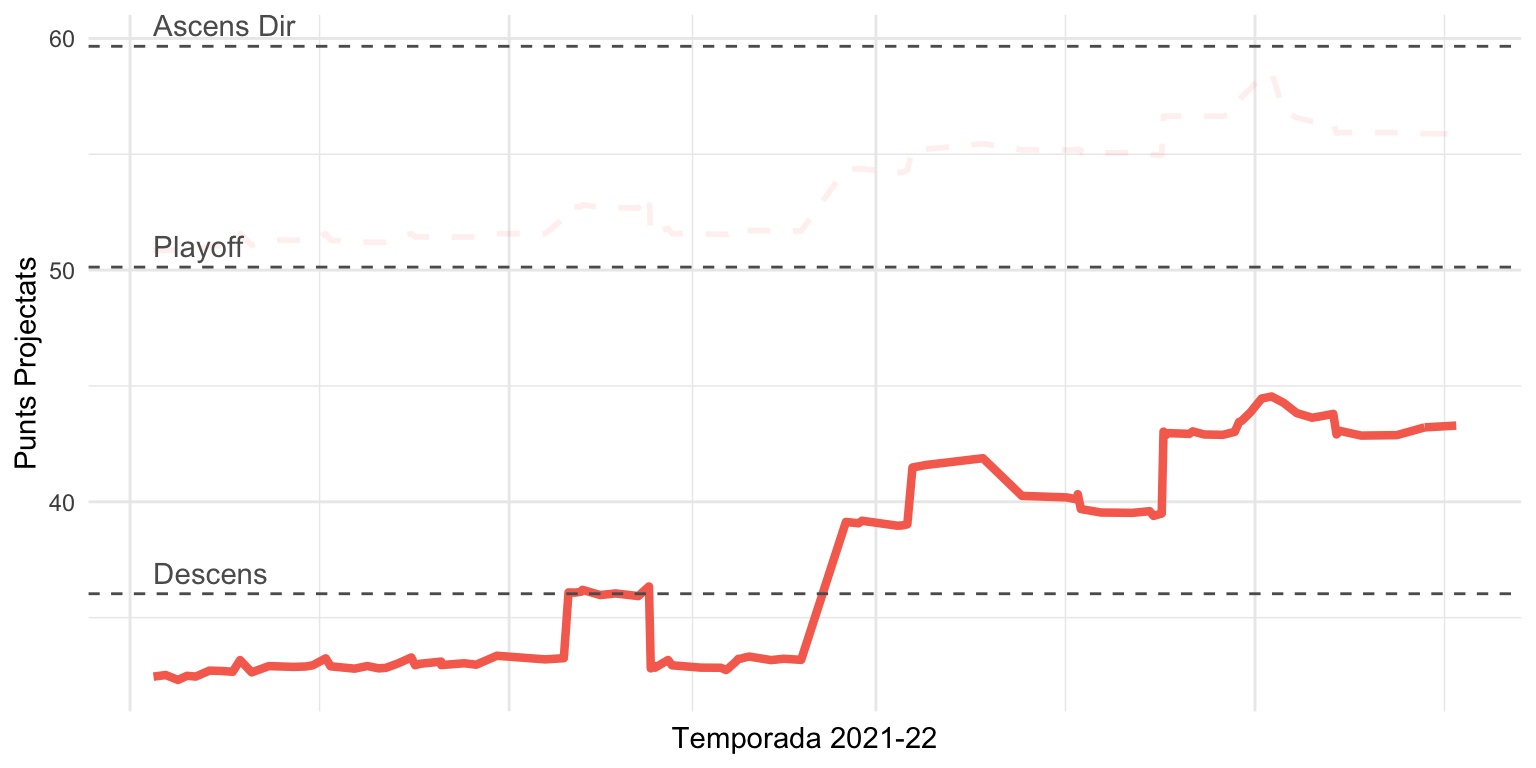 Ascens Dir
60
Playoff
50
Punts Projectats
40
Descens
Temporada 2021-22